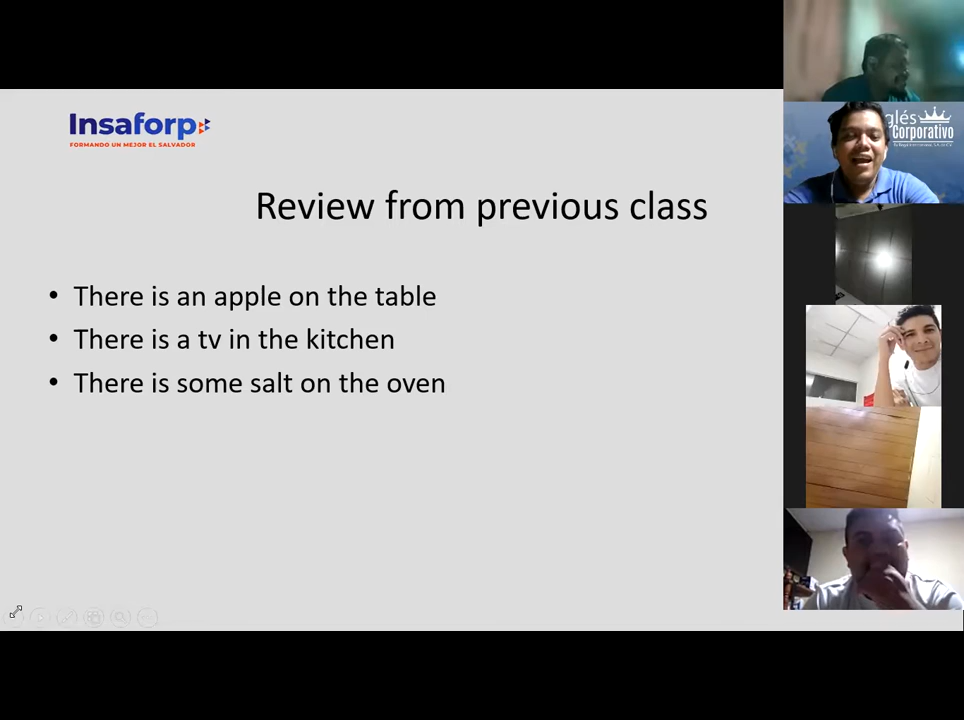 Insaforp
FORMANDO UN MEJOR EL SALVADOR
Review from previous class
• There is an apple on the table
• There is a tv in the kitchen
• There is some salt on the oven
glés
Corporativo